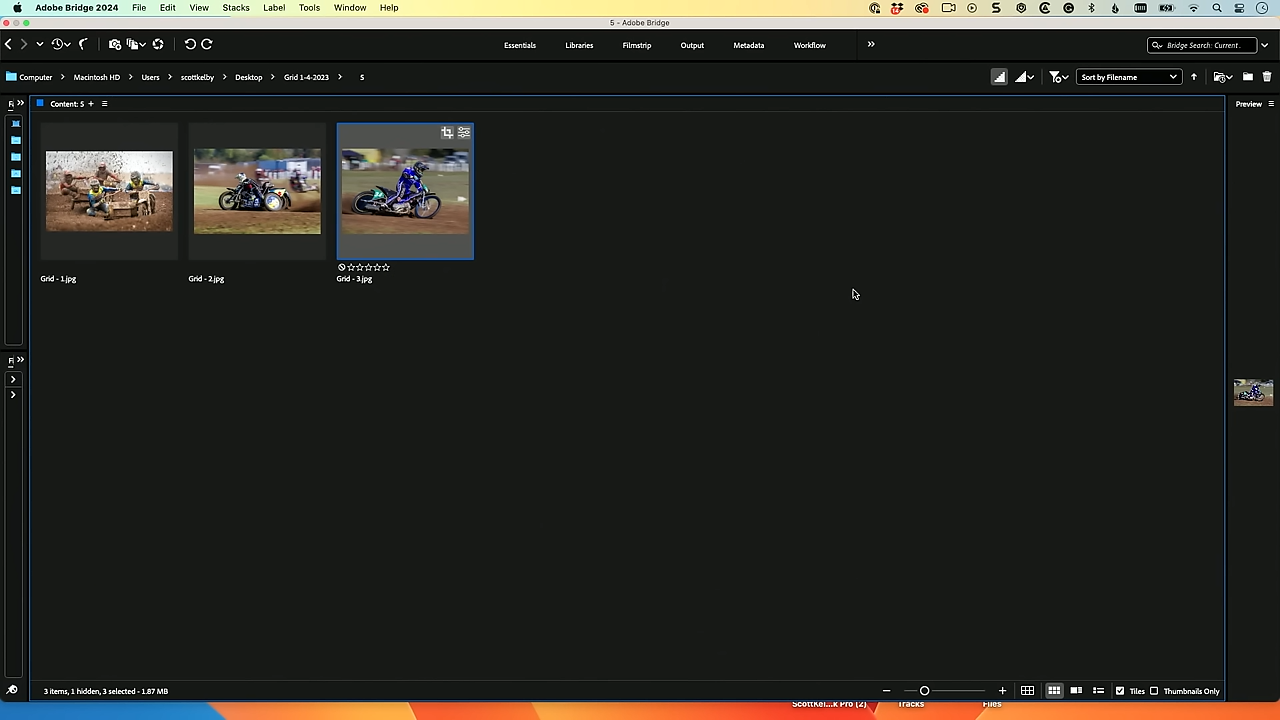 Adobe Bridge 2024 File Edit View Stacks Label Tools Window Help
5 - Adobe Bridge
Essentials Libraries Filmstrip Output Metadata Workflow
Bridge Search: Current.
Computer Macintosh HD Users scottkelby Desktop Grid 1-4-2023 5
Sort by Filename
Content: 5
Preview
Grid - 1.jpg
Grid - 2.jpg
Grid - 3.jpg
3 items, 1 hidden, 3 selected - 1.87 MB
Tiles Thumbnails Only
ScottKel...k Pro (2) Tracks Files